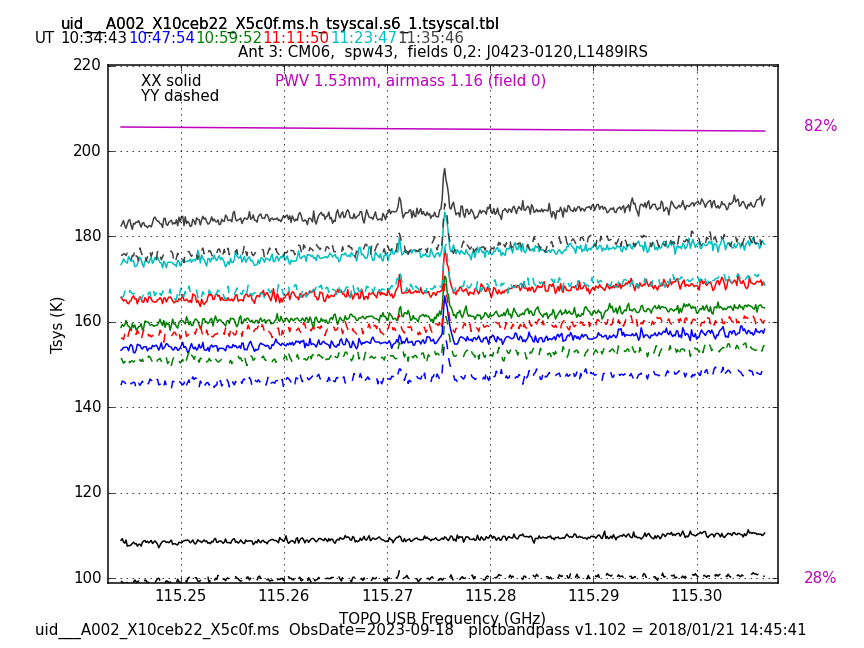 uid___A002_X10ceb22_X5c0f.ms.h_tsyscal.s6_1.tsyscal.tbl
UT 10:34:43 10:47:54 10:59:52 11:11:50 11:23:47 11:35:46
Ant 3: CM06, spw43, fields 0,2: J0423-0120,L1489IRS
220
XX solid
PWV 1.53mm, airmass 1.16 (field 0)
YY dashed
82%
200
180
160
140
120
100
28%
Tsys (K)
115.25 115.26 115.27 115.28 115.29 115.30
TOPO USB Frequency (GHz)
uid___A002_X10ceb22_X5c0f.ms ObsDate=2023-09-18 plotbandpass v1.102 = 2018/01/21 14:45:41